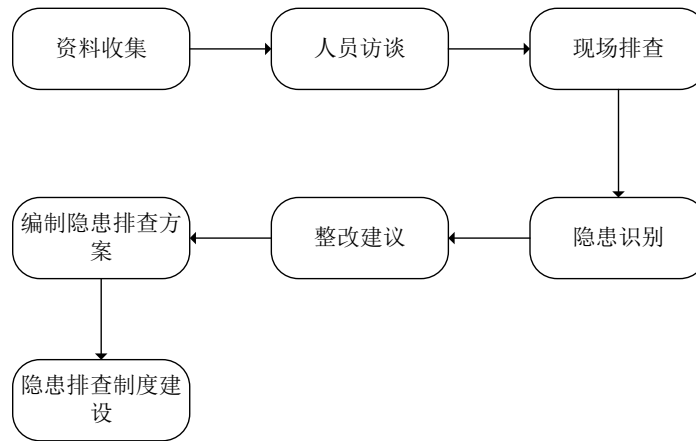 资料收集
人员访谈
现场排查
隐患识别
整改建议
编制隐患排查方
案
隐患排查制度建
设